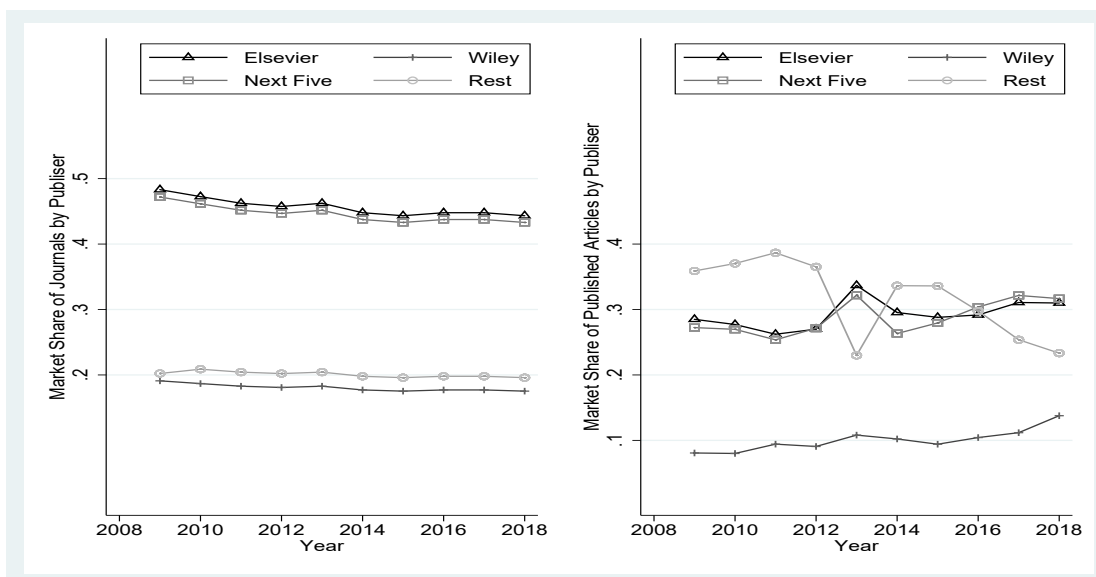 Elsevier
Wiley
Next Five
Rest
Market Share of Journals by Publiser
.5
.4
.3
.2
2008 2010 2012 2014 2016 2018
Year
Elsevier
Wiley
Next Five
Rest
Market Share of Published Articles by Publiser
.4
.3
.2
.1
2008 2010 2012 2014 2016 2018
Year